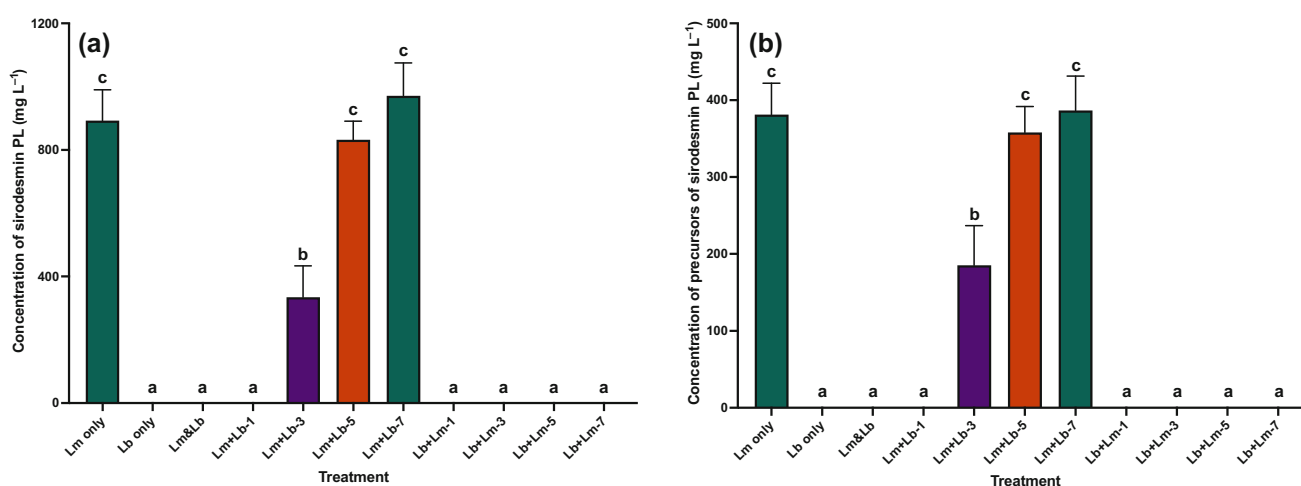 (a)
Concentration of sirodesmin PL (mg L⁻¹)
1200
800
400
0
c
a
a
a
b
c
c
a
a
a
a
Lm only
Lb only
Lm&Lb
Lm+Lb-1
Lm+Lb-3
Lm+Lb-5
Lm+Lb-7
Lb+Lm-1
Lb+Lm-3
Lb+Lm-5
Lb+Lm-7
Treatment
(b)
Concentration of precursors of sirodesmin PL (mg L⁻¹)
500
400
300
200
100
0
c
a
a
a
b
c
c
a
a
a
a
Lm only
Lb only
Lm&Lb
Lm+Lb-1
Lm+Lb-3
Lm+Lb-5
Lm+Lb-7
Lb+Lm-1
Lb+Lm-3
Lb+Lm-5
Lb+Lm-7
Treatment